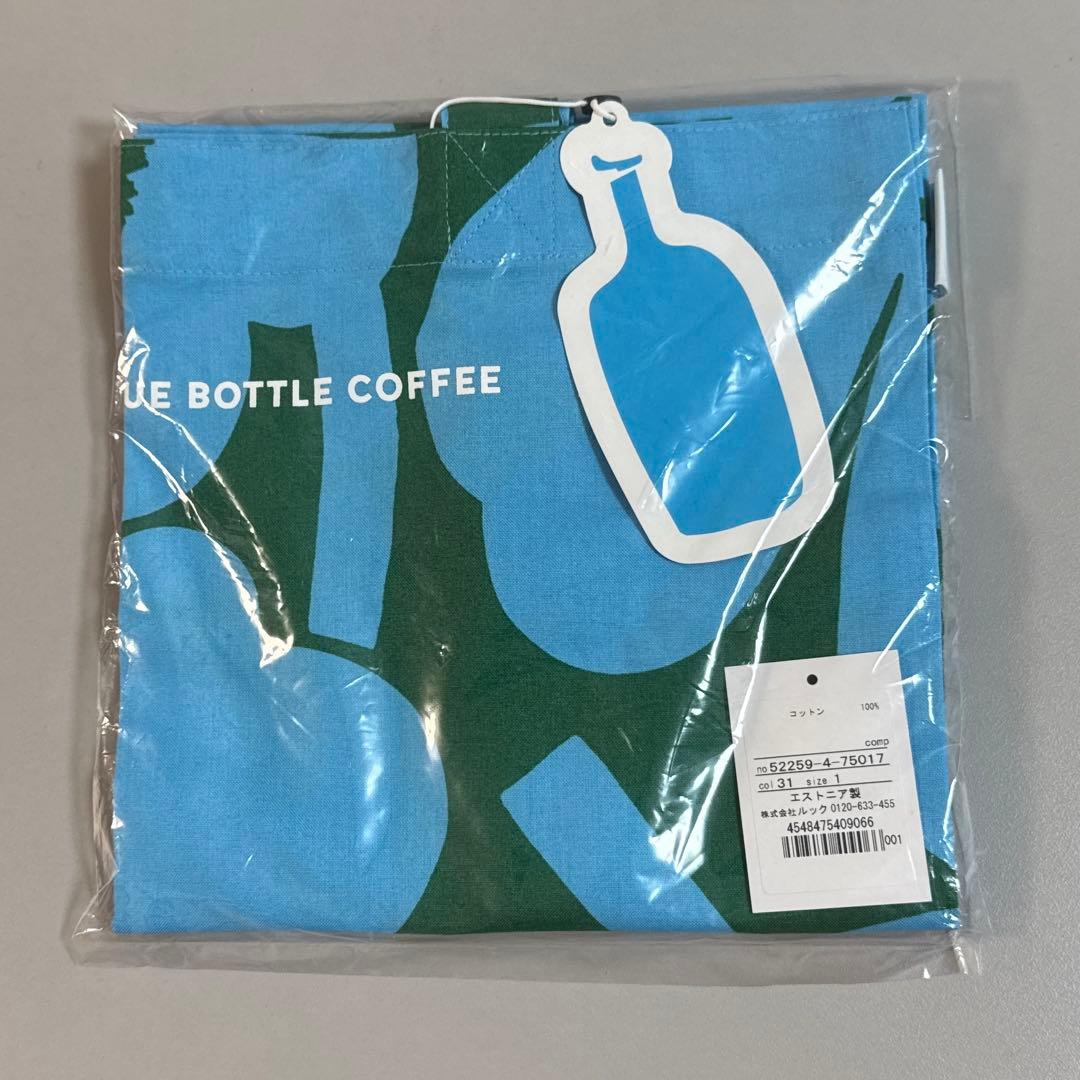 UE BOTTLE COFFEE
コットン 100%
comp
no 52259-4-75017
col 31 size 1
エストニア製
株式会社ルック 0120-633-455
4548475409066
001